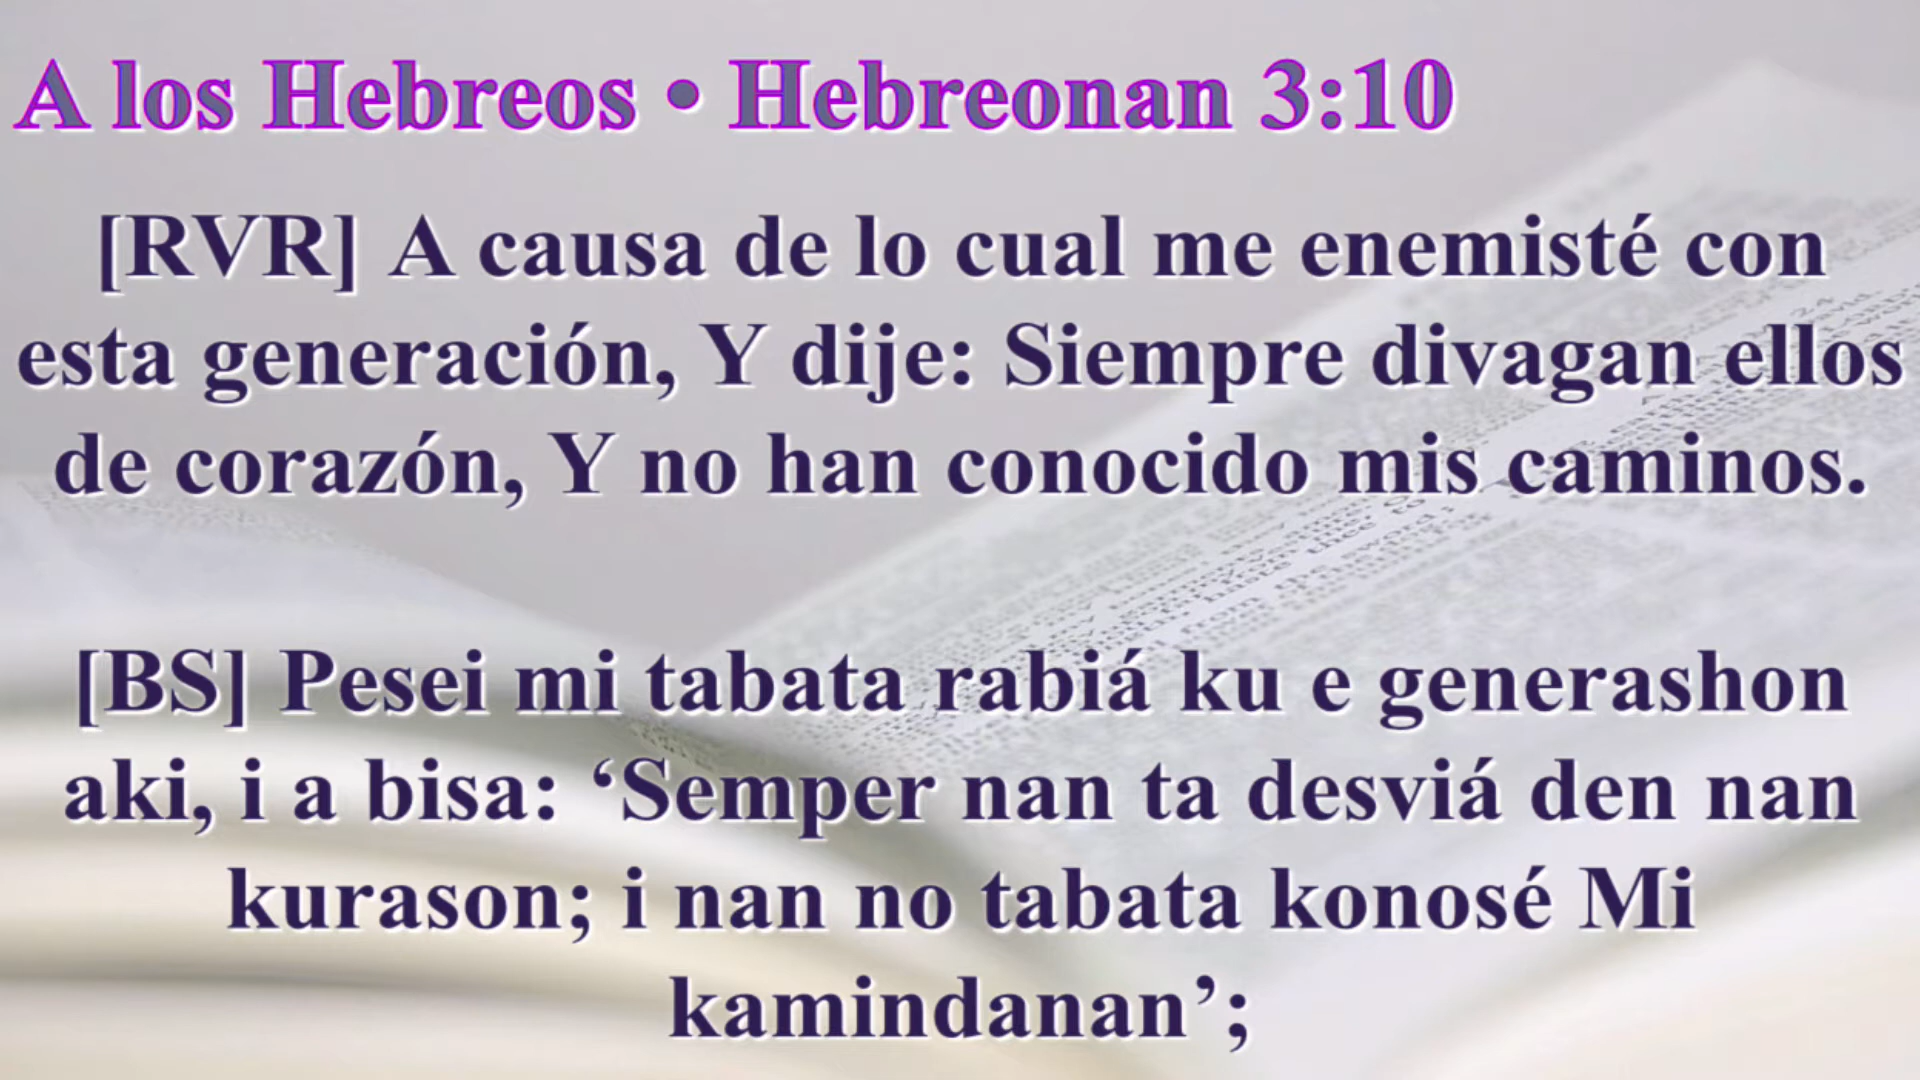 A los Hebreos • Hebreonan 3:10
[RVR] A causa de lo cual me enemisté con
esta generación, Y dije: Siempre divagan ellos
de corazón, Y no han conocido mis caminos.
[BS] Pesei mi tabata rabiá ku e generashon
aki, i a bisa: ‘Semper nan ta desviá den nan
kurason; i nan no tabata konosé Mi
kamindanan’;